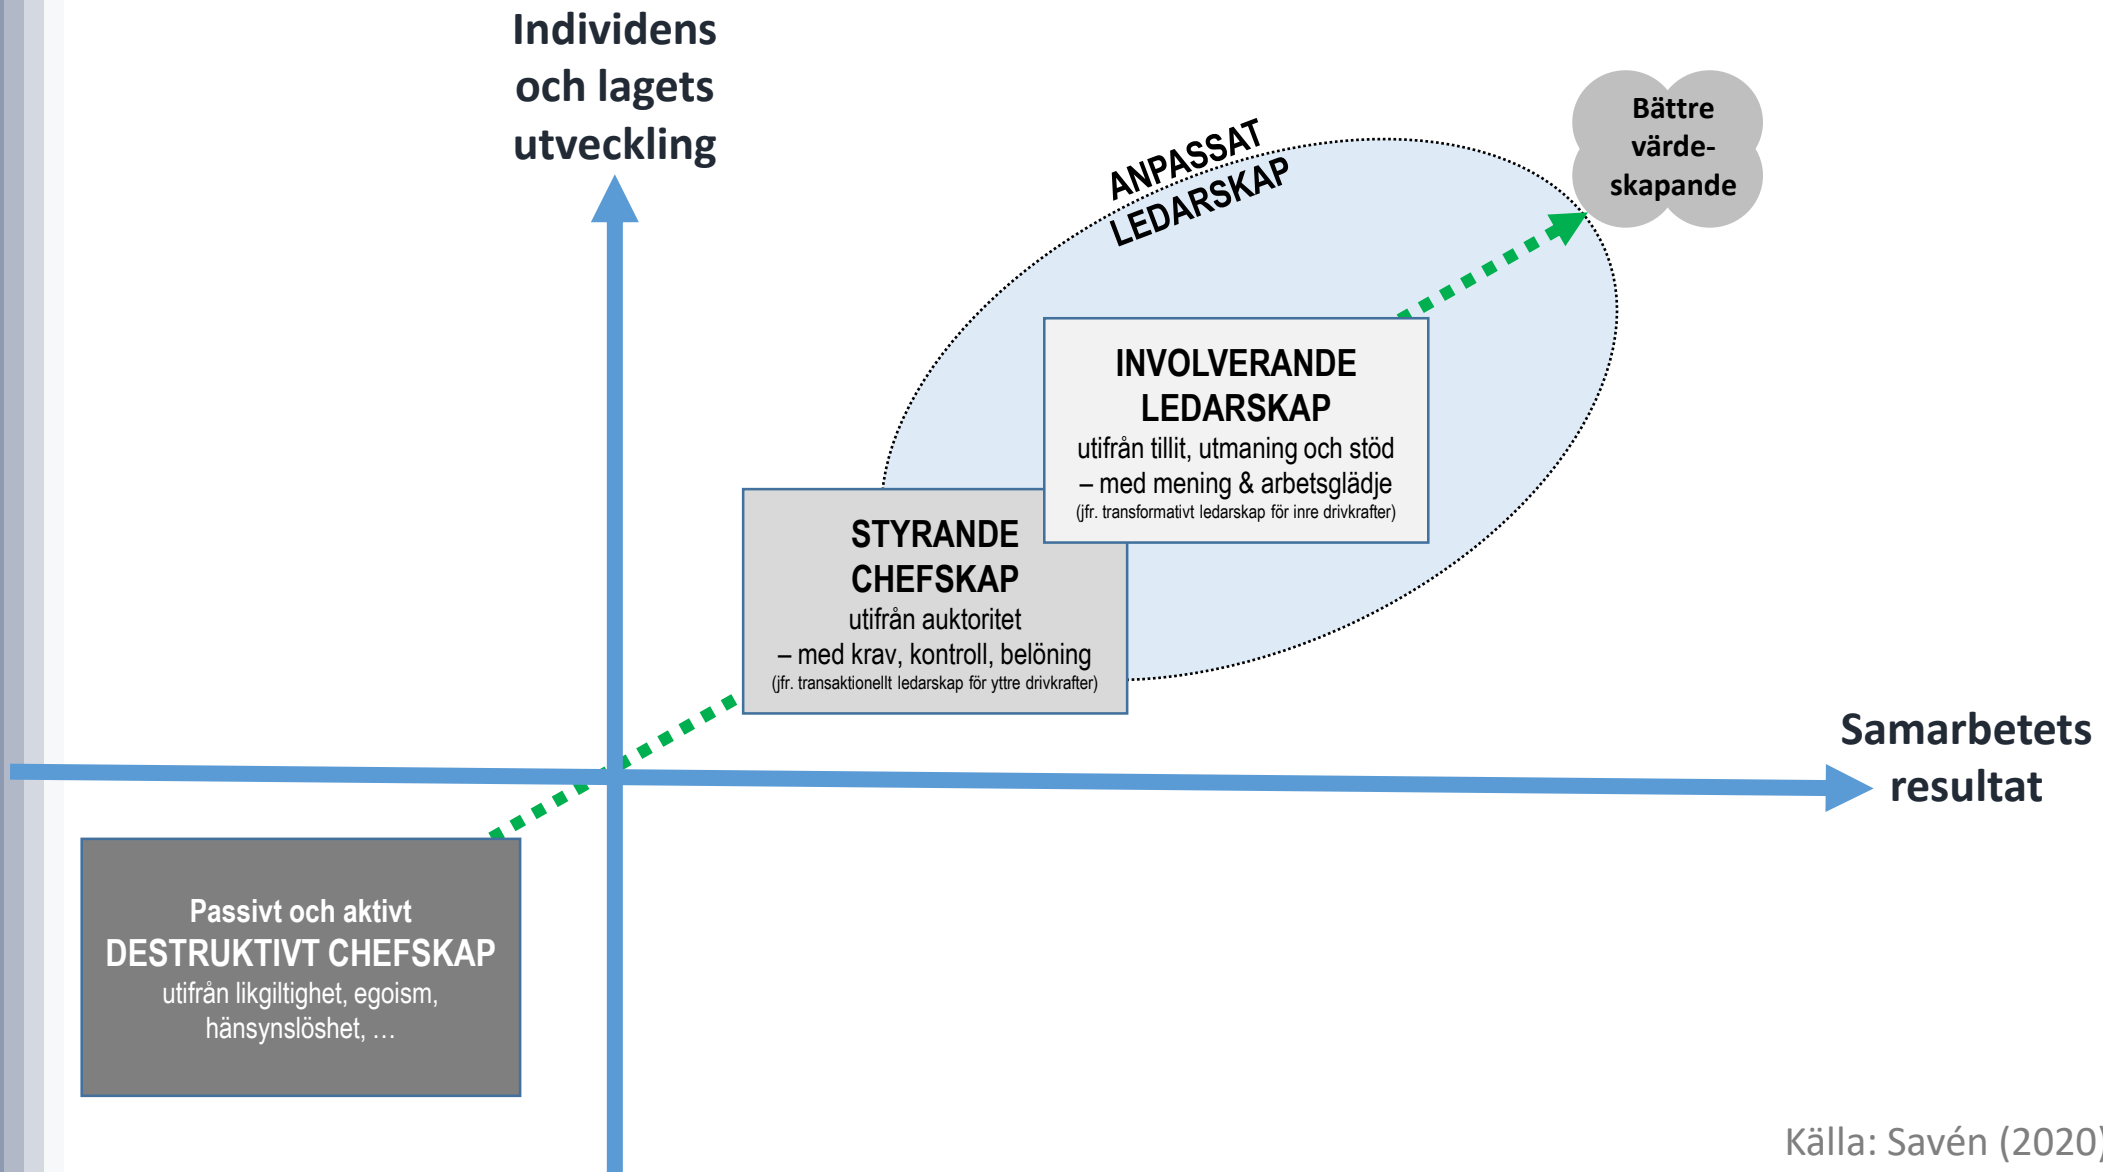 Individens
och lagets
utveckling
Bättre
värde-
skapande
ANPASSAT
LEDARSKAP
INVOLVERANDE
LEDARSKAP
utifrån tillit, utmaning och stöd
– med mening & arbetsglädje
(jfr. transformativt ledarskap för inre drivkrafter)
STYRANDE
CHEFSKAP
utifrån auktoritet
– med krav, kontroll, belöning
(jfr. transaktionellt ledarskap för yttre drivkrafter)
Samarbetets
resultat
Passivt och aktivt
DESTRUKTIVT CHEFSKAP
utifrån likgiltighet, egoism,
hänsynslöshet, …
Källa: Savén (2020)